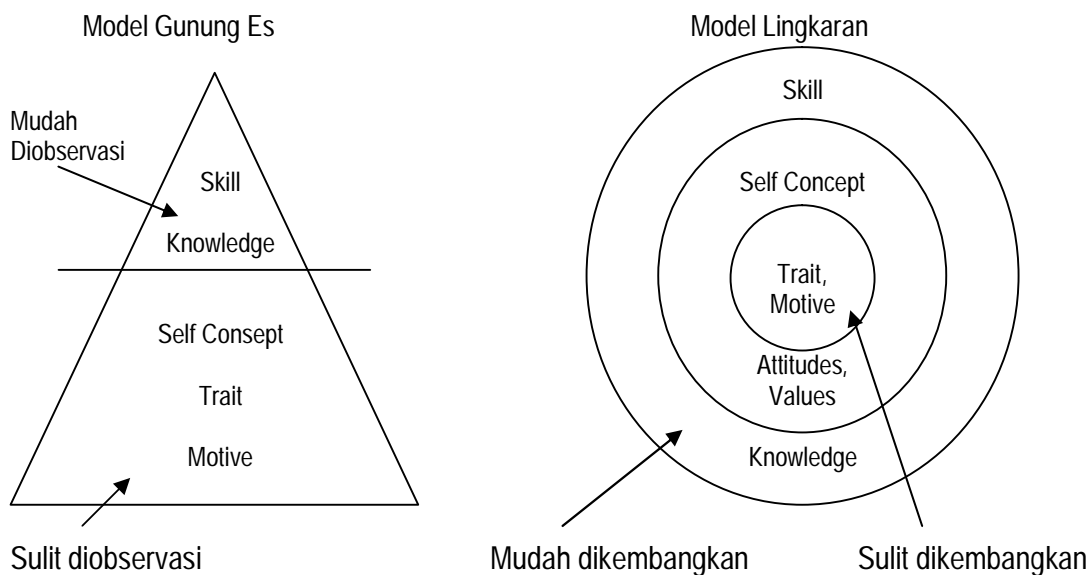 Model Gunung Es
Mudah
Diobservasi
Skill
Knowledge
Self Consept
Trait
Motive
Sulit diobservasi
Model Lingkaran
Skill
Self Concept
Trait,
Motive
Attitudes,
Values
Knowledge
Mudah dikembangkan
Sulit dikembangkan